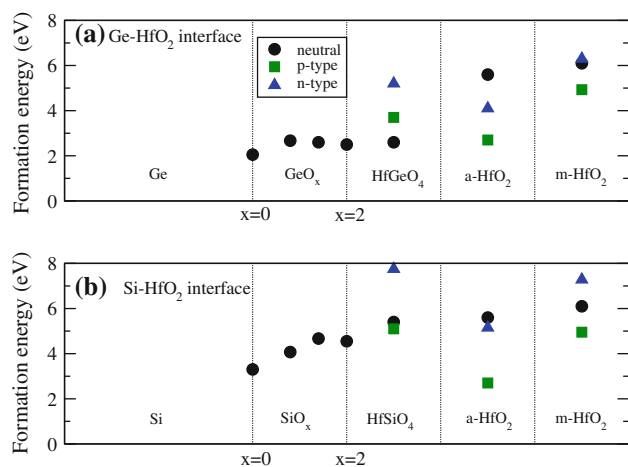 (a) Ge-HfO₂ interface
neutral
p-type
n-type
Formation energy (eV)
8
6
4
2
0
Ge GeOₓ HfGeO₄ a-HfO₂ m-HfO₂
x=0 x=2
(b) Si-HfO₂ interface
Formation energy (eV)
8
6
4
2
0
Si SiOₓ HfSiO₄ a-HfO₂ m-HfO₂
x=0 x=2